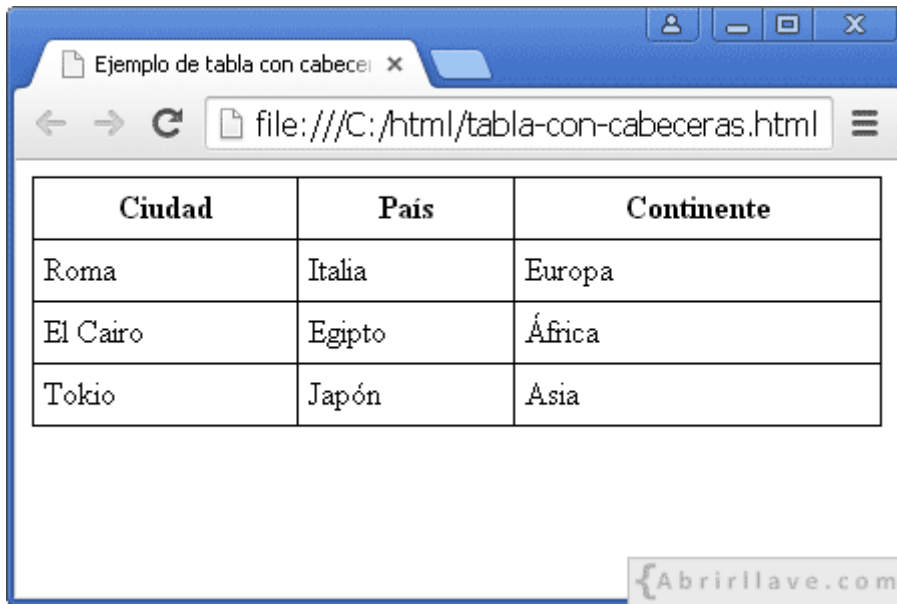 Ejemplo de tabla con cabecer
file:///C:/html/tabla-con-cabeceras.html
Ciudad País Continente
Roma Italia Europa
El Cairo Egipto África
Tokio Japón Asia
{Abrirllave.com